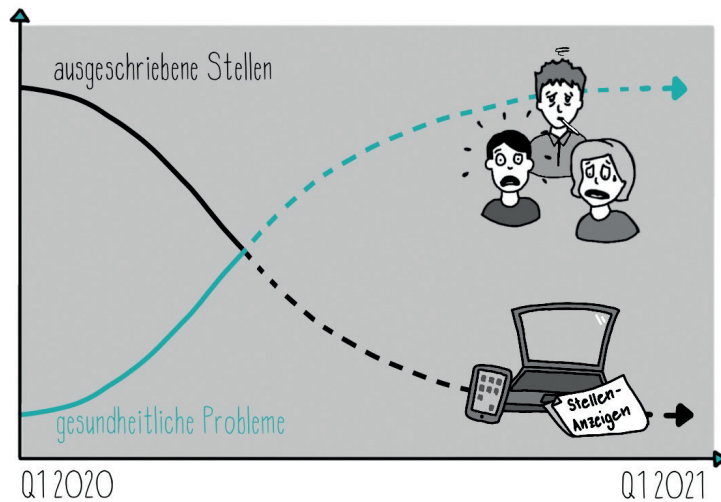 ausgeschriebene Stellen
Stellen-
Anzeigen
gesundheitliche Probleme
Q1 2020
Q1 2021